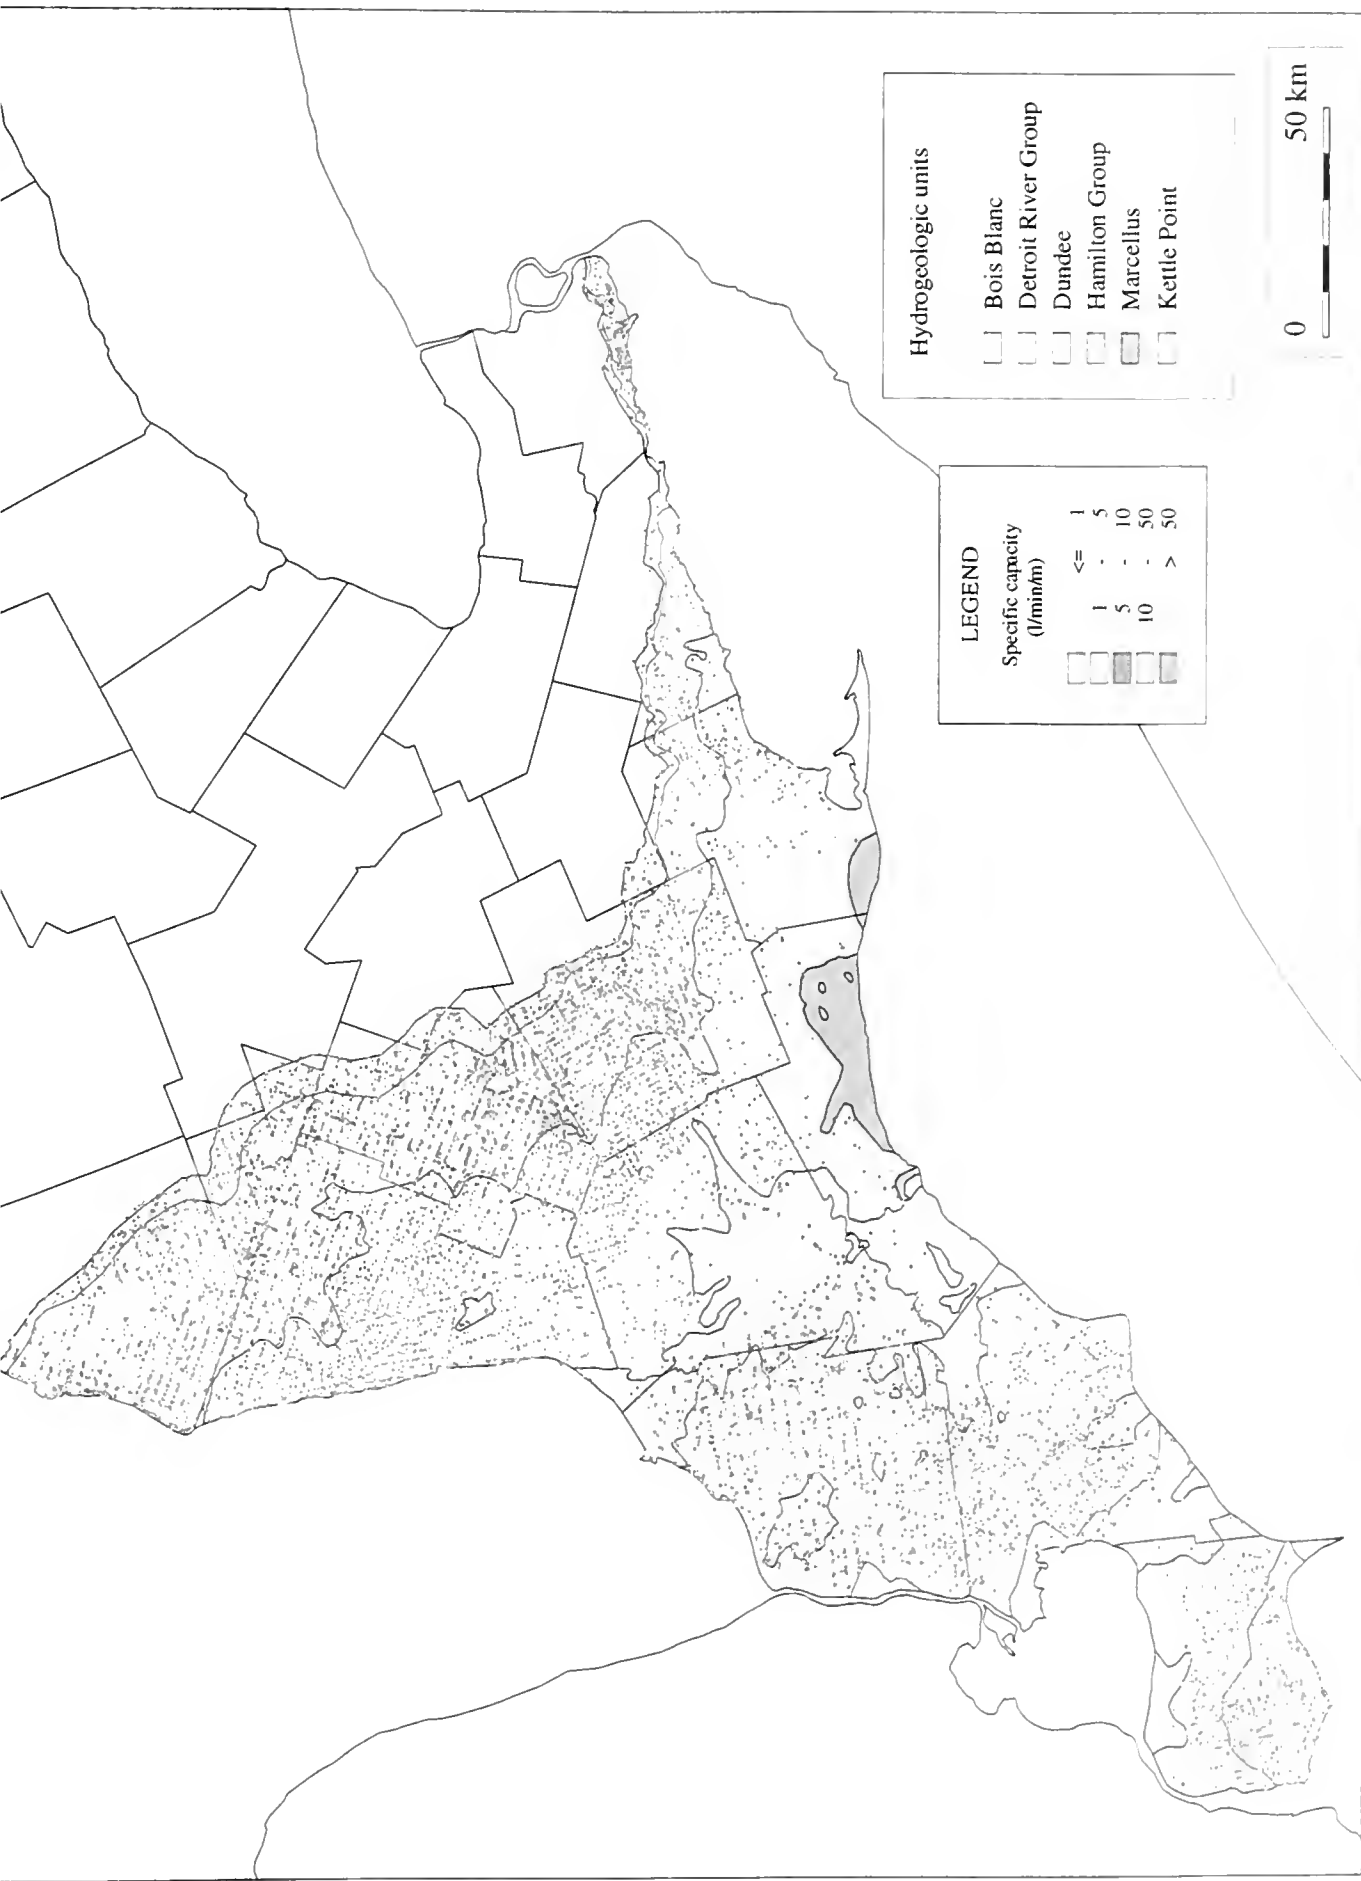 Hydrogeologic units
Bois Blanc
Detroit River Group
Dundee
Hamilton Group
Marcellus
Kettle Point
LEGEND
Specific capacity
(l/min/m)
<= 1
1 - 5
5 - 10
10 - 50
> 50
0 50 km